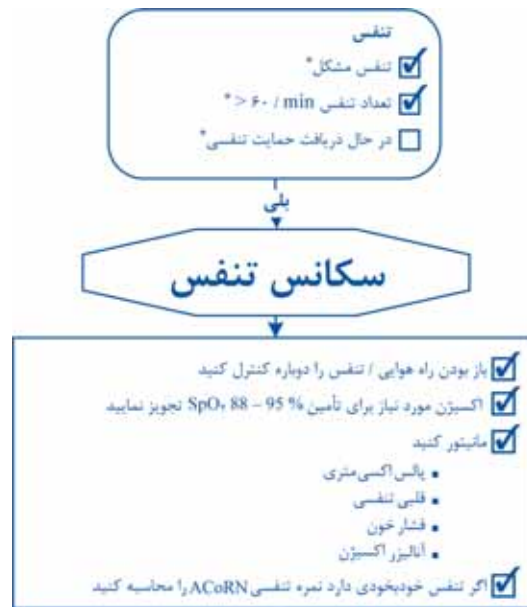 تنفس
تنفس مشکل*
تعداد تنفس ۶۰ / min < *
در حال دریافت حمایت تنفسی*
بلی
سکانس تنفس
باز بودن راه هوایی / تنفس را دوباره کنترل کنید
اکسیژن مورد نیاز برای تأمین SpO₂ 88 – 95 % تجویز نمایید
مانیتور کنید
▪ پالس‌اکسی‌متری
▪ قلبی تنفسی
▪ فشار خون
▪ آنالیزر اکسیژن
اگر تنفس خودبخودی دارد نمره تنفسی ACoRN را محاسبه کنید